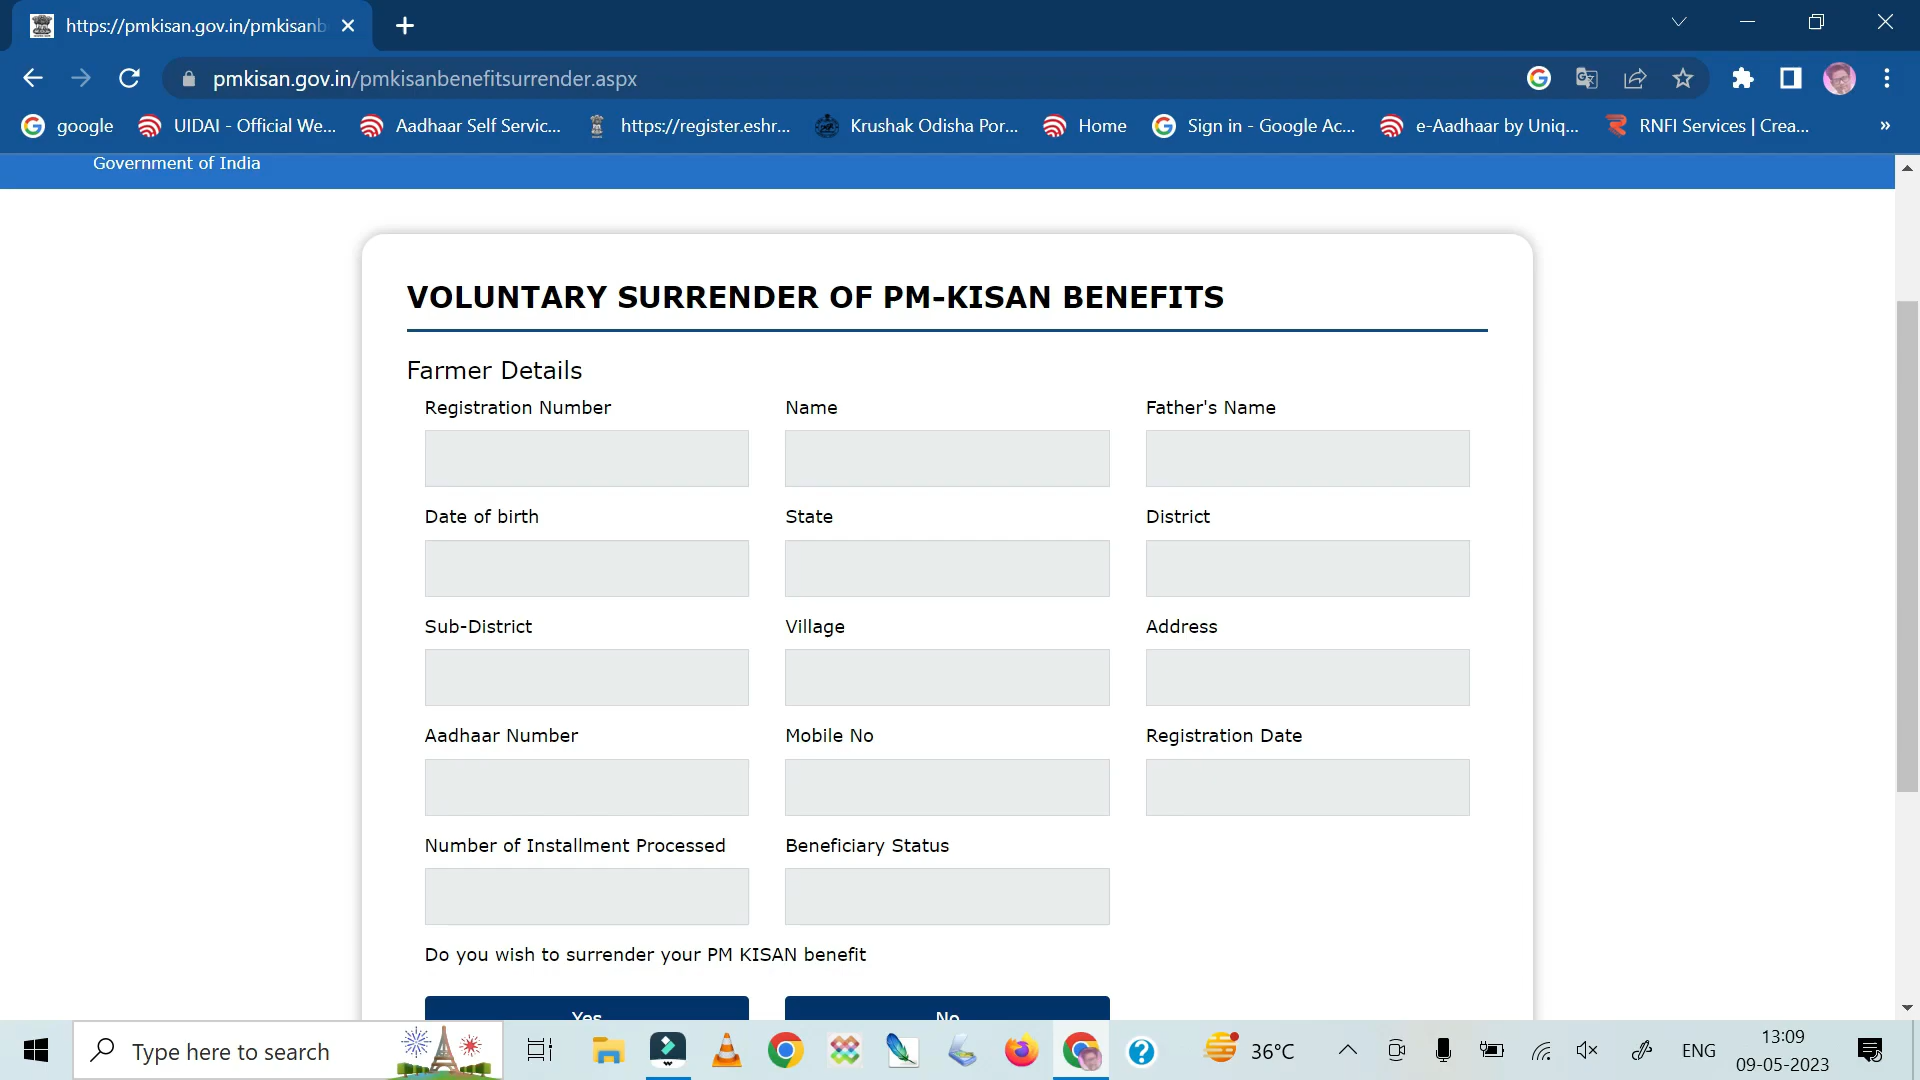 https://pmkisan.gov.in/pmkisanb
pmkisan.gov.in/pmkisanbenefitsurrender.aspx
google UIDAI - Official We... Aadhaar Self Servic... https://register.eshr... Krushak Odisha Por... Home Sign in - Google Ac... e-Aadhaar by Uniq... RNFI Services | Crea... »
Government of India
VOLUNTARY SURRENDER OF PM-KISAN BENEFITS
Farmer Details
Registration Number Name Father's Name
Date of birth State District
Sub-District Village Address
Aadhaar Number Mobile No Registration Date
Number of Installment Processed Beneficiary Status
Do you wish to surrender your PM KISAN benefit
Yes No
Type here to search 36°C ENG 13:09
09-05-2023